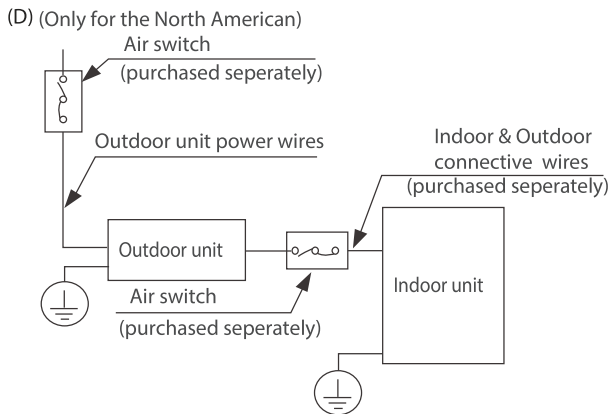 (D) (Only for the North American)
Air switch
(purchased seperately)
Outdoor unit power wires
Indoor & Outdoor
connective wires
(purchased seperately)
Outdoor unit
Indoor unit
Air switch
(purchased seperately)